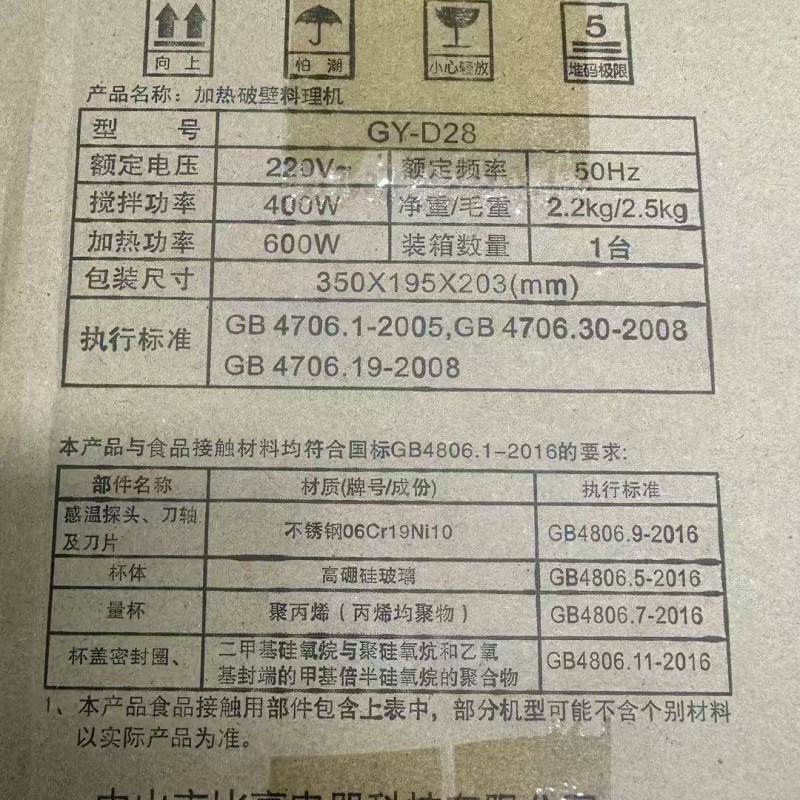 向上
怕潮
小心轻放
5
堆码极限
产品名称：加热破壁料理机
型 号 GY-D28
额定电压 220V~ 额定频率 50Hz
搅拌功率 400W 净重/毛重 2.2kg/2.5kg
加热功率 600W 装箱数量 1台
包装尺寸 350X195X203(mm)
执行标准 GB 4706.1-2005,GB 4706.30-2008
GB 4706.19-2008
本产品与食品接触材料均符合国标GB4806.1-2016的要求:
部件名称 材质(牌号/成份) 执行标准
感温探头、刀轴
及刀片 不锈钢06Cr19Ni10 GB4806.9-2016
杯体 高硼硅玻璃 GB4806.5-2016
量杯 聚丙烯（丙烯均聚物） GB4806.7-2016
杯盖密封圈、 二甲基硅氧烷与聚硅氧炕和乙氧
基封端的甲基倍半硅氧烷的聚合物 GB4806.11-2016
1、本产品食品接触用部件包含上表中，部分机型可能不含个别材料
以实际产品为准。